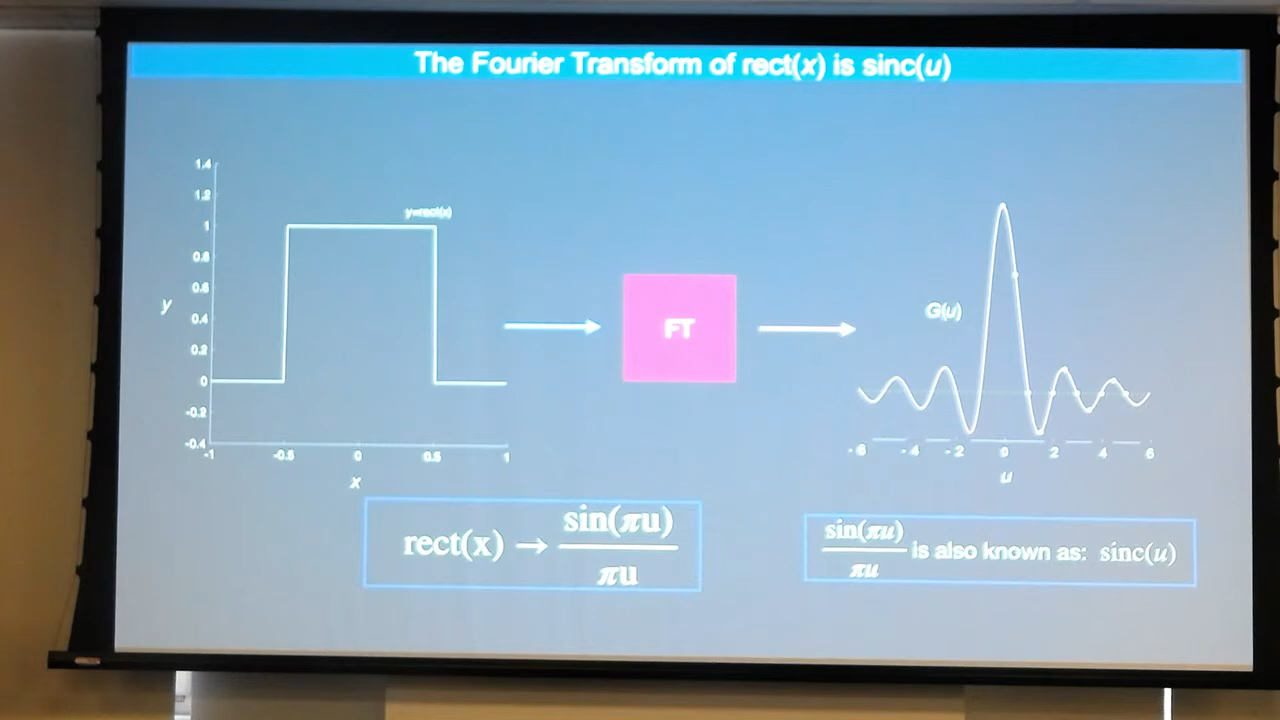 The Fourier Transform of rect(x) is sinc(u)
1.4
1.2
1
0.8
0.6
0.4
0.2
0
-0.2
-0.4
y
y=rect(x)
-1 -0.5 0 0.5 1
x
FT
G(u)
-6 -4 -2 0 2 4 6
u
rect(x) → sin(πu)
πu
sin(πu)
πu
is also known as: sinc(u)